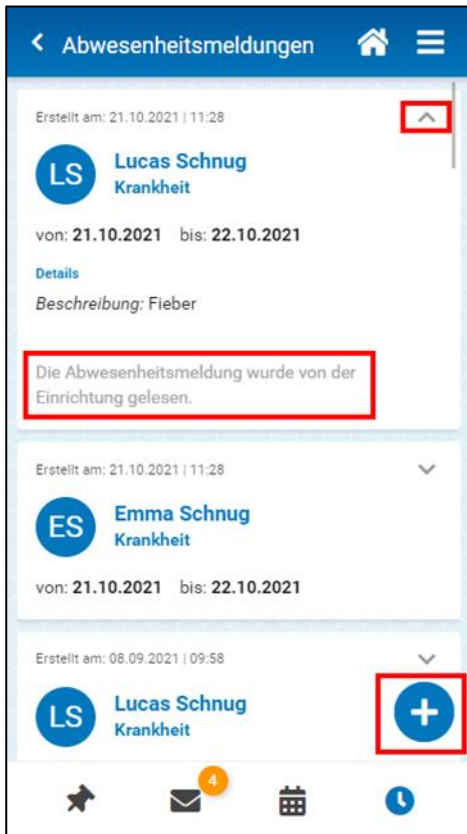 Abwesenheitsmeldungen
Erstellt am: 21.10.2021 | 11:28
LS
Lucas Schnug
Krankheit
von: 21.10.2021 bis: 22.10.2021
Details
Beschreibung: Fieber
Die Abwesenheitsmeldung wurde von der
Einrichtung gelesen.
Erstellt am: 21.10.2021 | 11:28
ES
Emma Schnug
Krankheit
von: 21.10.2021 bis: 22.10.2021
Erstellt am: 08.09.2021 | 09:58
LS
Lucas Schnug
Krankheit
4